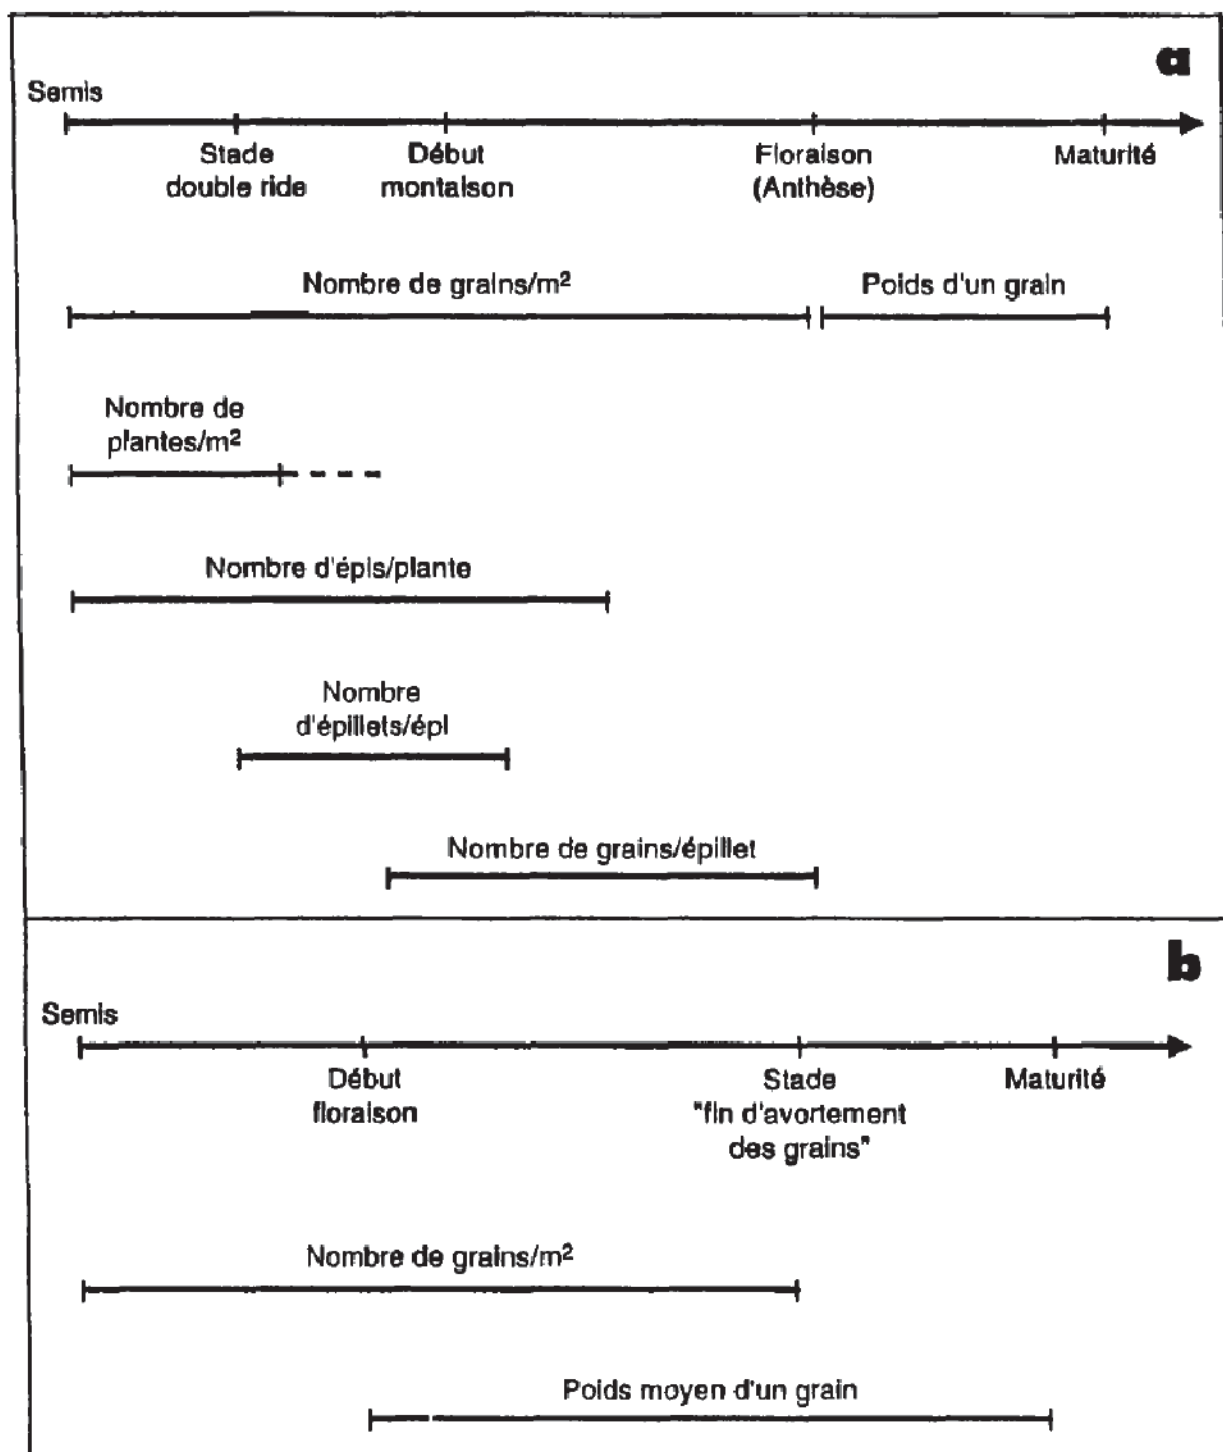 a
Semis
Stade
double ride
Début
montaison
Floraison
(Anthèse)
Maturité
Nombre de grains/m²
Poids d'un grain
Nombre de
plantes/m²
Nombre d'épis/plante
Nombre
d'épillets/épi
Nombre de grains/épillet
b
Semis
Début
floraison
Stade
"fin d'avortement
des grains"
Maturité
Nombre de grains/m²
Poids moyen d'un grain